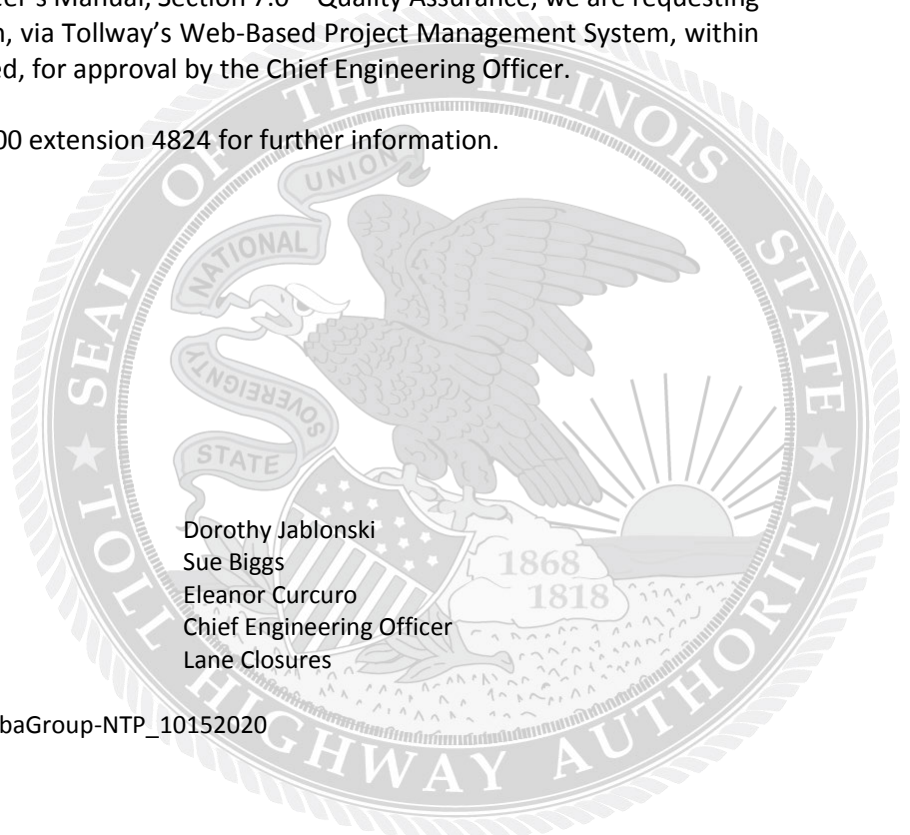 er's Manual, Section 7.0 – Quality Assurance, we are requesting
n, via Tollway's Web-Based Project Management System, within
ed, for approval by the Chief Engineering Officer.
00 extension 4824 for further information.
SEAL OF THE ILLINOIS STATE
TOLL HIGHWAY AUTHORITY
UNION
NATIONAL
SOVEREIGNTY
STATE
1868
1818
Dorothy Jablonski
Sue Biggs
Eleanor Curcuro
Chief Engineering Officer
Lane Closures
baGroup-NTP_10152020